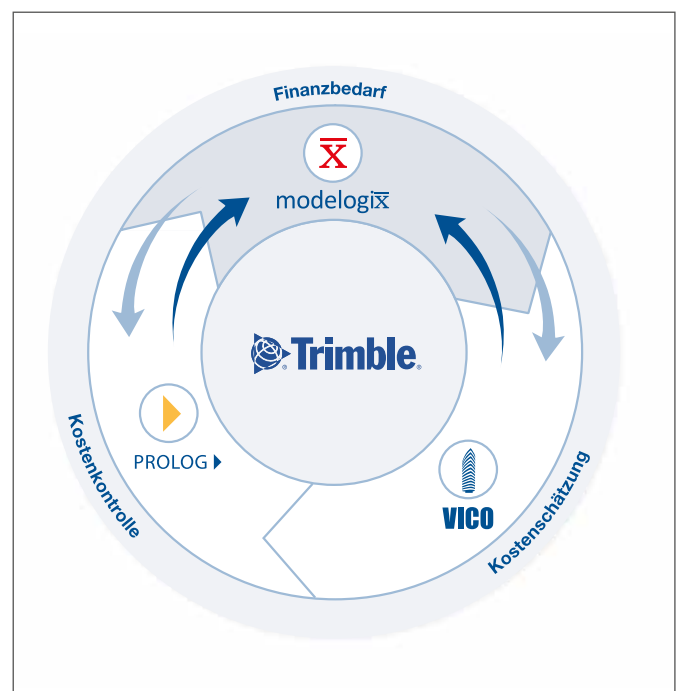 Finanzbedarf
x̅
modelogix̅
Trimble
Kostenkontrolle
PROLOG
VICO
Kostenschätzung